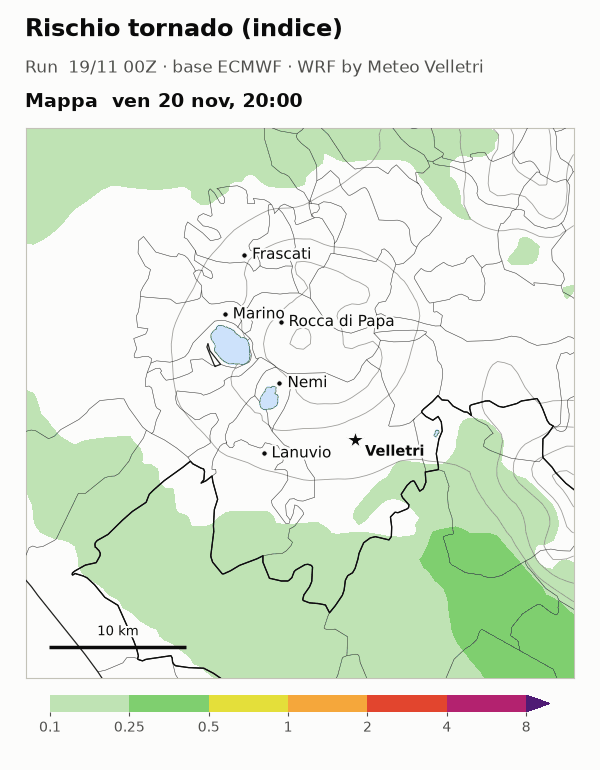 Rischio tornado (indice)
Run  19/11 00Z · base ECMWF · WRF by Meteo Velletri
Mappa  ven 20 nov, 20:00
Frascati
Marino
Rocca di Papa
Nemi
Velletri
Lanuvio
10 km
0.1 0.25 0.5 1 2 4 8